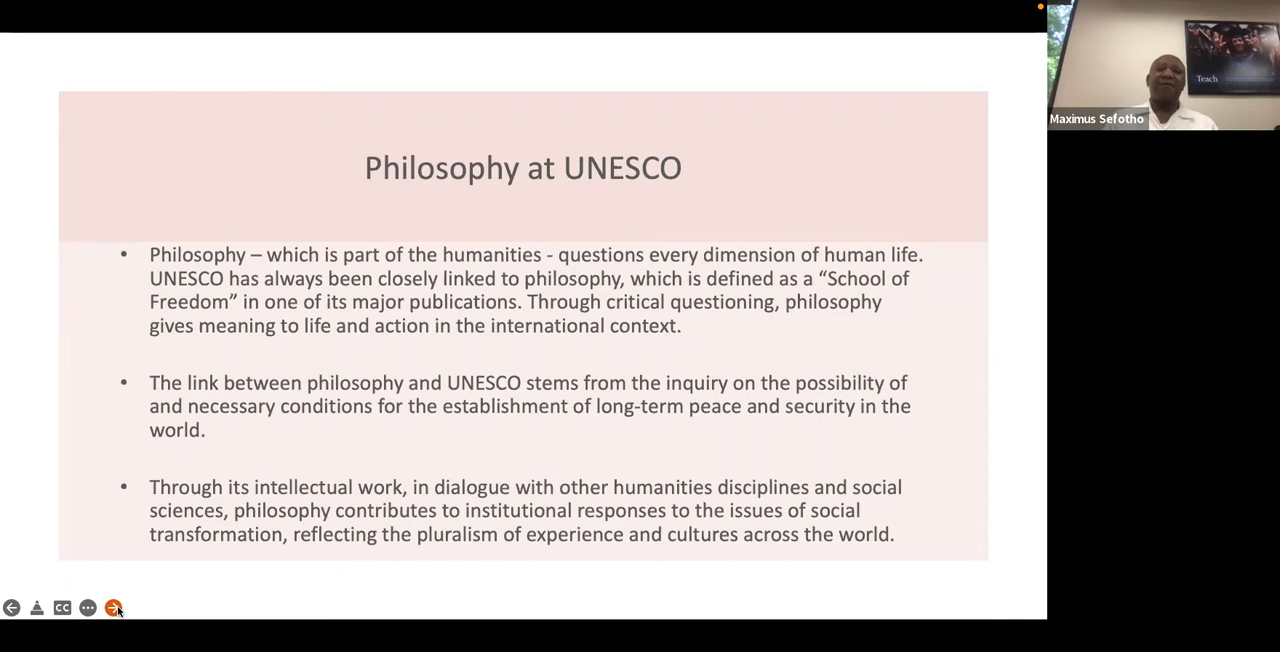 Philosophy at UNESCO
• Philosophy – which is part of the humanities - questions every dimension of human life.
UNESCO has always been closely linked to philosophy, which is defined as a “School of
Freedom” in one of its major publications. Through critical questioning, philosophy
gives meaning to life and action in the international context.
• The link between philosophy and UNESCO stems from the inquiry on the possibility of
and necessary conditions for the establishment of long-term peace and security in the
world.
• Through its intellectual work, in dialogue with other humanities disciplines and social
sciences, philosophy contributes to institutional responses to the issues of social
transformation, reflecting the pluralism of experience and cultures across the world.
CC
Teach
Maximus Sefotho